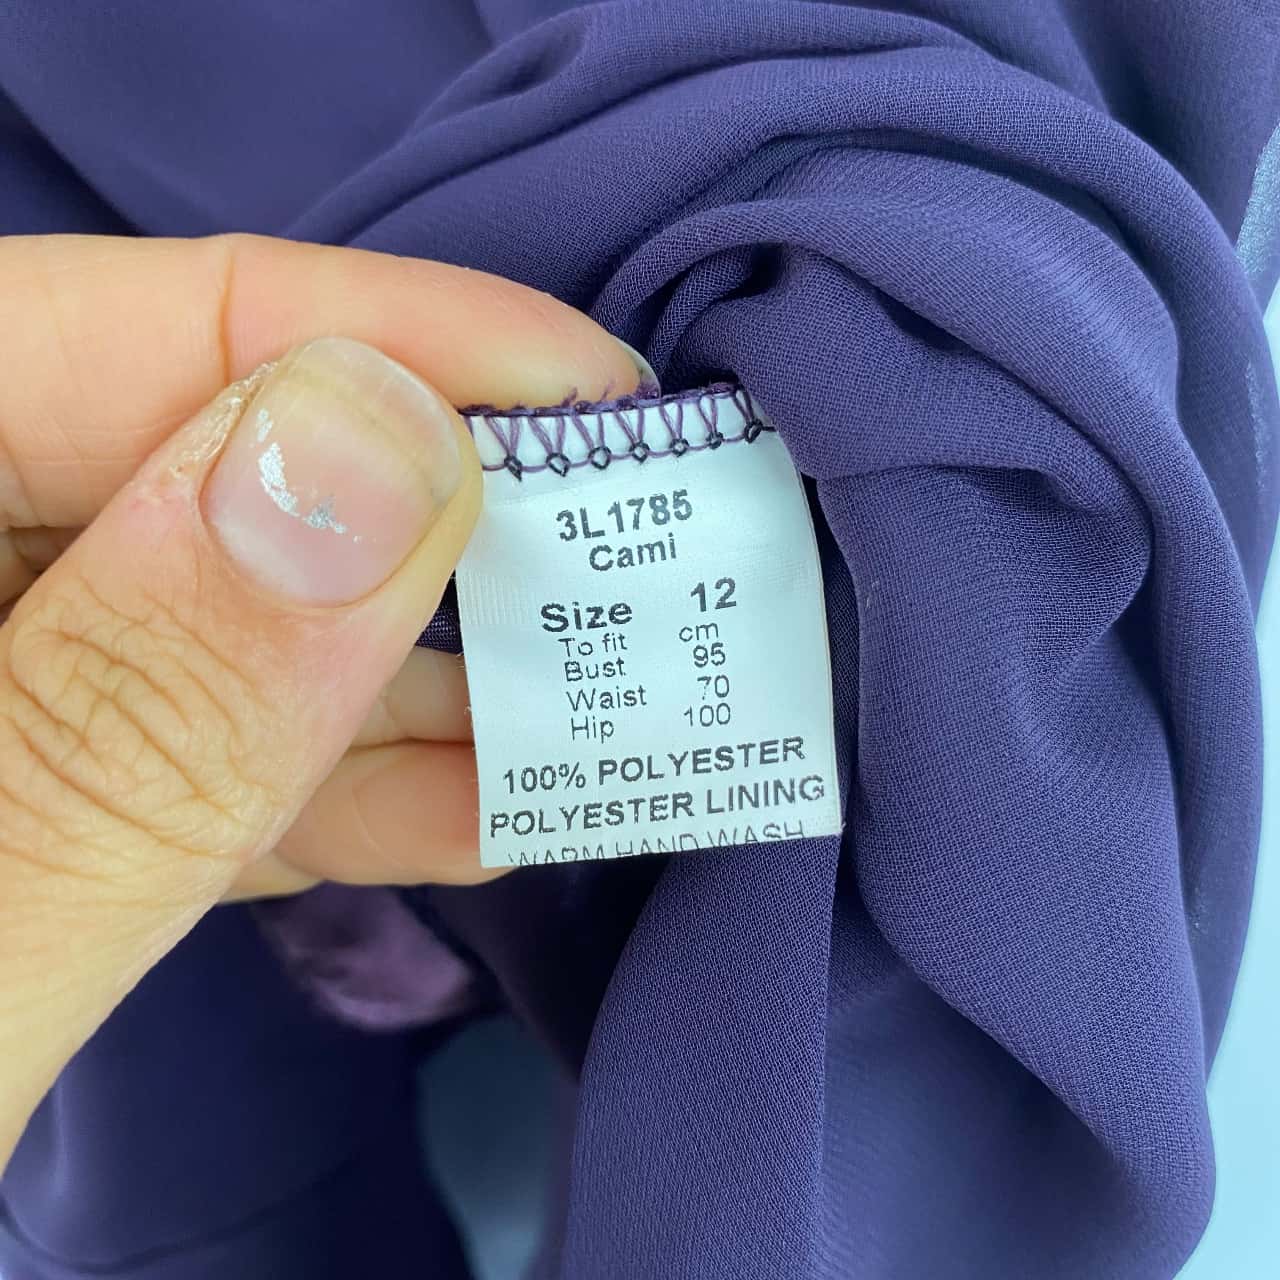 3L1785
Cami
Size 12
To fit cm
Bust 95
Waist 70
Hip 100
100% POLYESTER
POLYESTER LINING
WARM HAND WASH